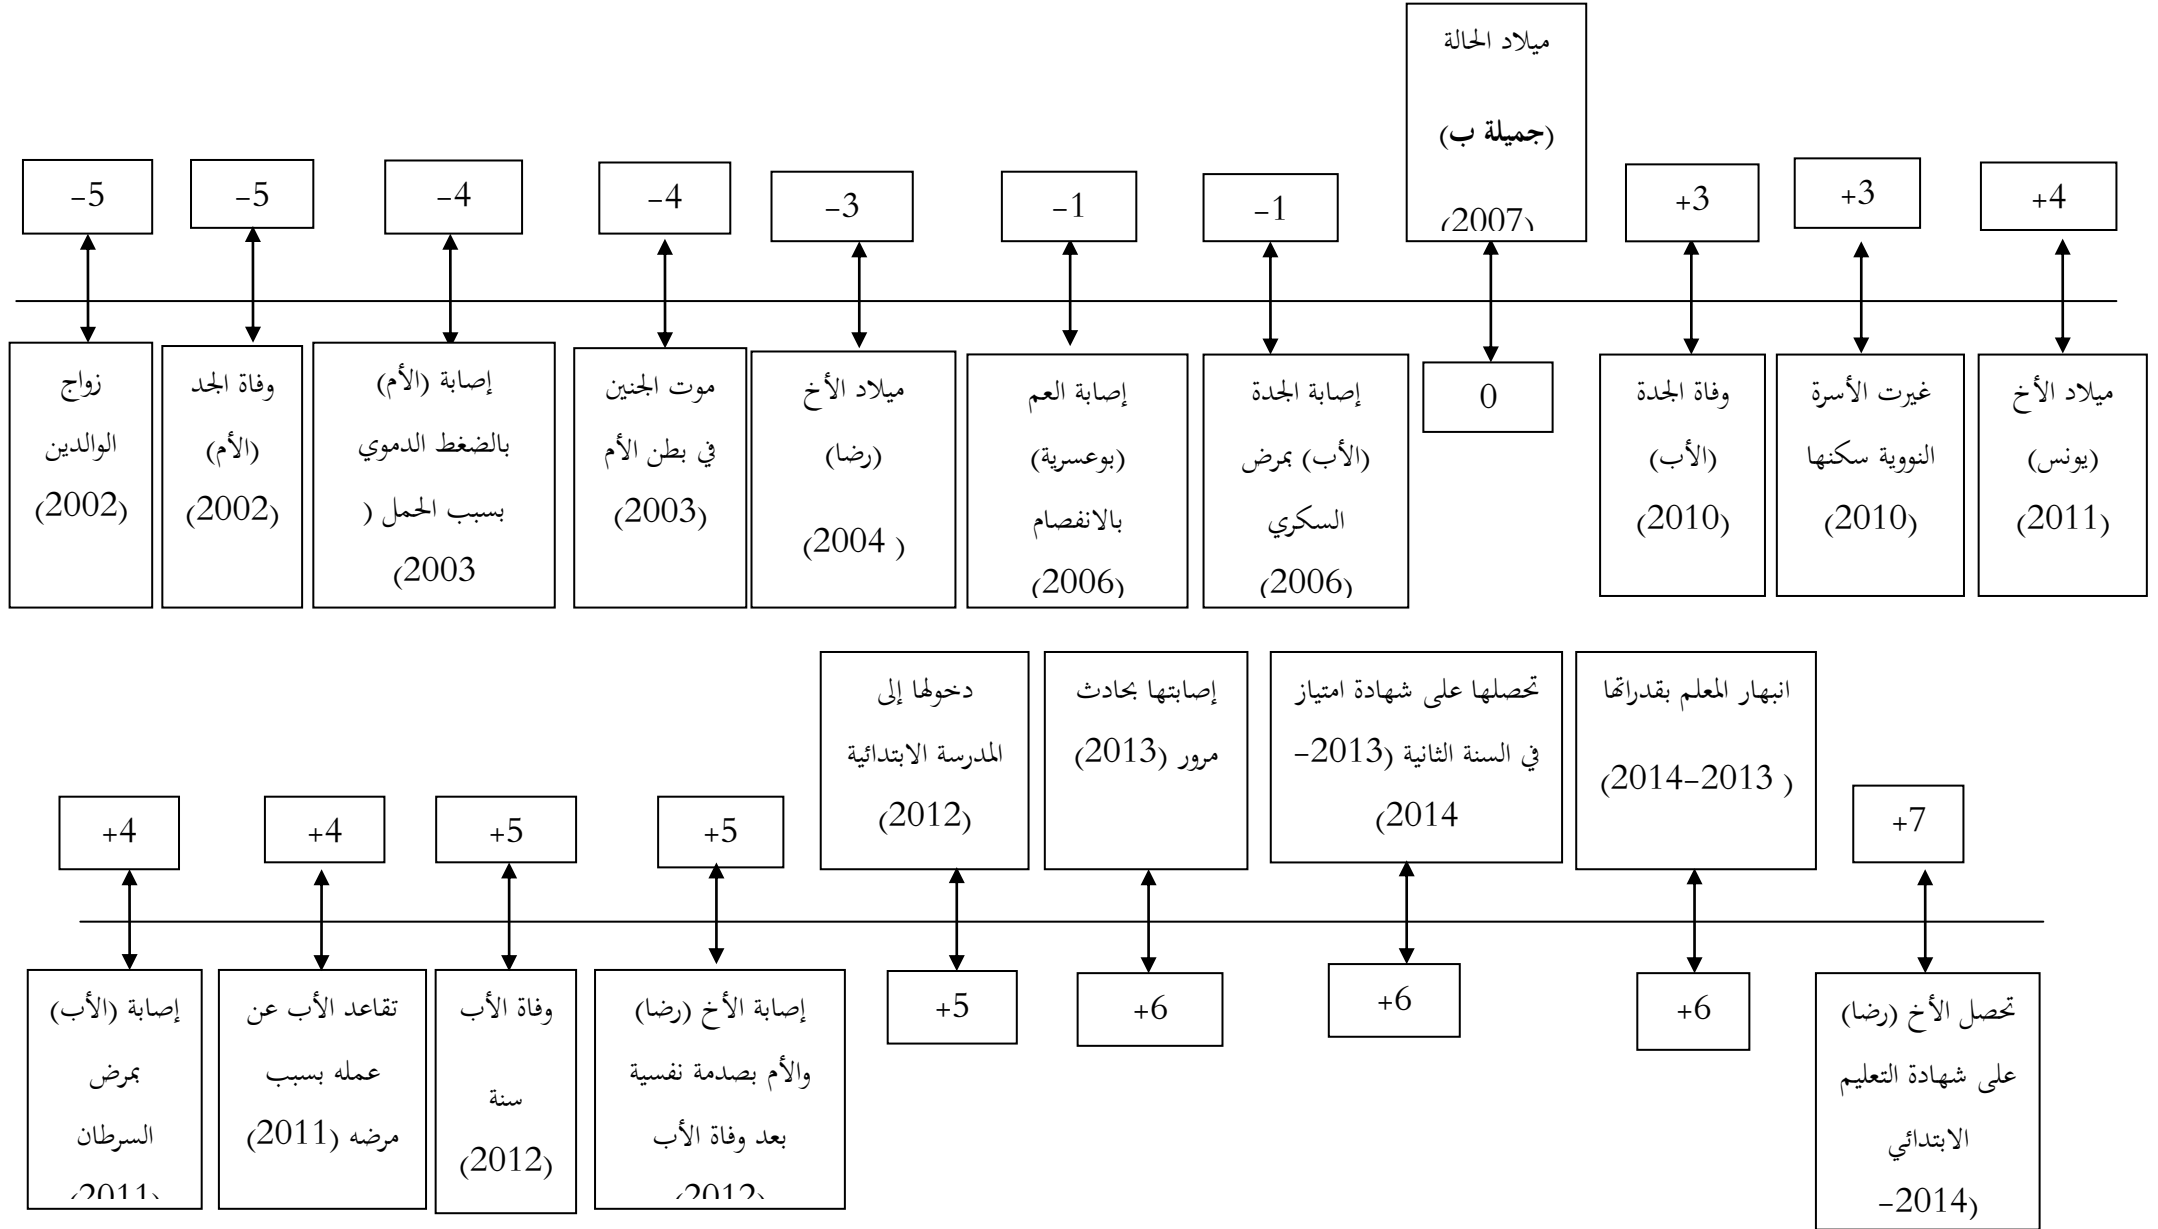 ميلاد الحالة
(جميلة ب)
(2007)
-5
-5
-4
-4
-3
-1
-1
+3
+3
+4
زواج
الوالدين
(2002)
وفاة الجد
(الأم)
(2002)
إصابة (الأم)
بالضغط الدموي
بسبب الحمل (
2003)
موت الجنين
في بطن الأم
(2003)
ميلاد الأخ
(رضا)
( 2004)
إصابة العم
(بوعسرية)
بالانفصام
(2006)
إصابة الجدة
(الأب) بمرض
السكري
(2006)
0
وفاة الجدة
(الأب)
(2010)
غيرت الأسرة
النووية سكنها
(2010)
ميلاد الأخ
(يونس)
(2011)
دخولها إلى
المدرسة الابتدائية
(2012)
إصابتها بحادث
مرور (2013)
تحصلها على شهادة امتياز
في السنة الثانية (2013-
2014)
انبهار المعلم بقدراتها
( 2013-2014)
+4
+4
+5
+5
+7
إصابة (الأب)
بمرض
السرطان
(2011)
تقاعد الأب عن
عمله بسبب
مرضه (2011)
وفاة الأب
سنة
(2012)
إصابة الأخ (رضا)
والأم بصدمة نفسية
بعد وفاة الأب
(2012)
+5
+6
+6
+6
تحصل الأخ (رضا)
على شهادة التعليم
الابتدائي
(2014-